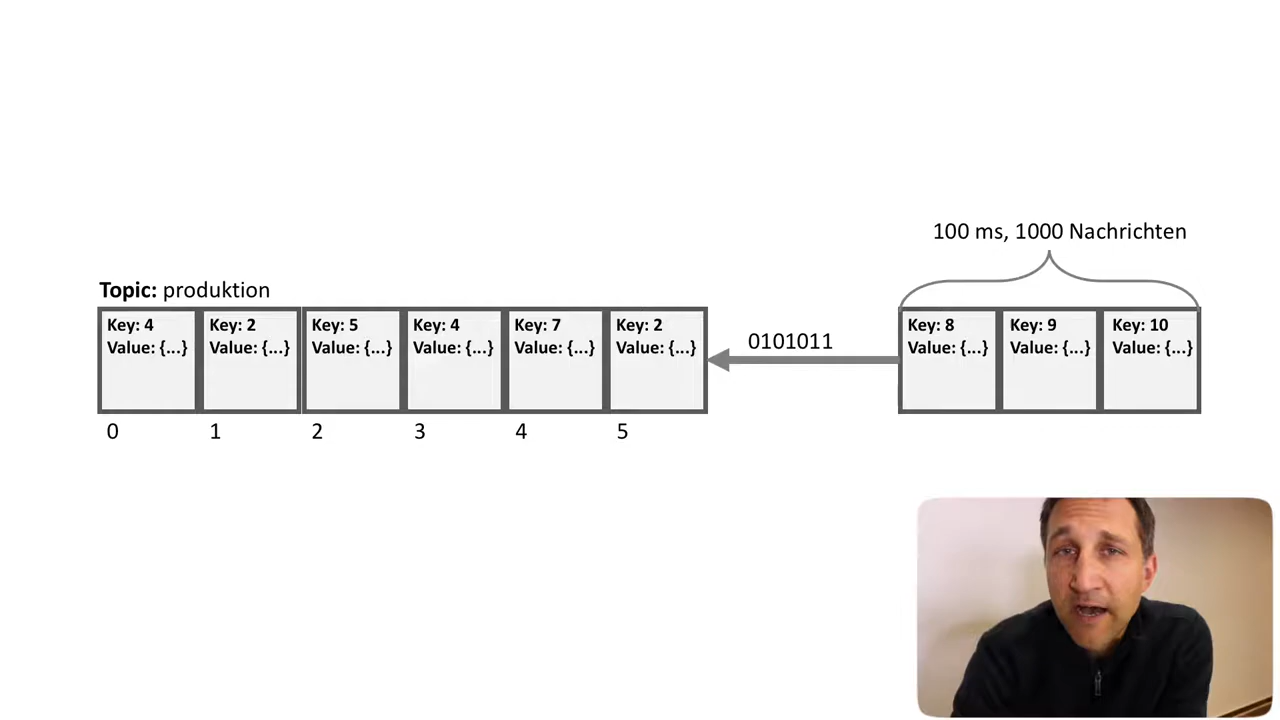 100 ms, 1000 Nachrichten
Topic: produktion
Key: 4
Value: {...}
Key: 2
Value: {...}
Key: 5
Value: {...}
Key: 4
Value: {...}
Key: 7
Value: {...}
Key: 2
Value: {...}
0101011
Key: 8
Value: {...}
Key: 9
Value: {...}
Key: 10
Value: {...}
0
1
2
3
4
5